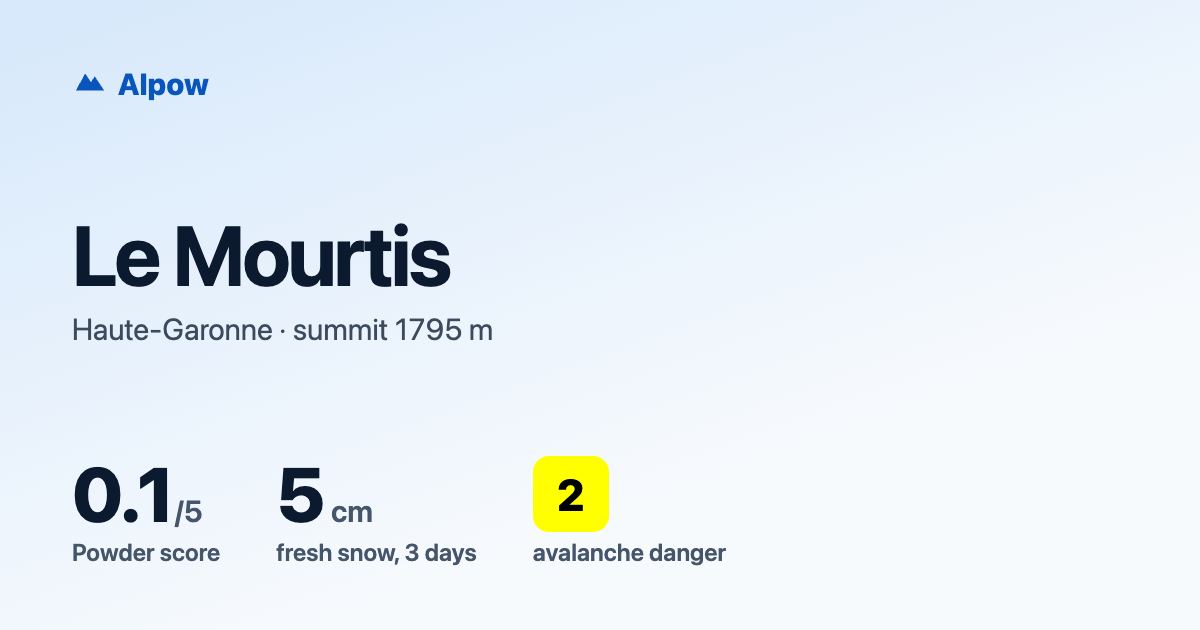 Alpow
Le Mourtis
Haute-Garonne · summit 1795 m
0.1/5
Powder score
5 cm
fresh snow, 3 days
2
avalanche danger